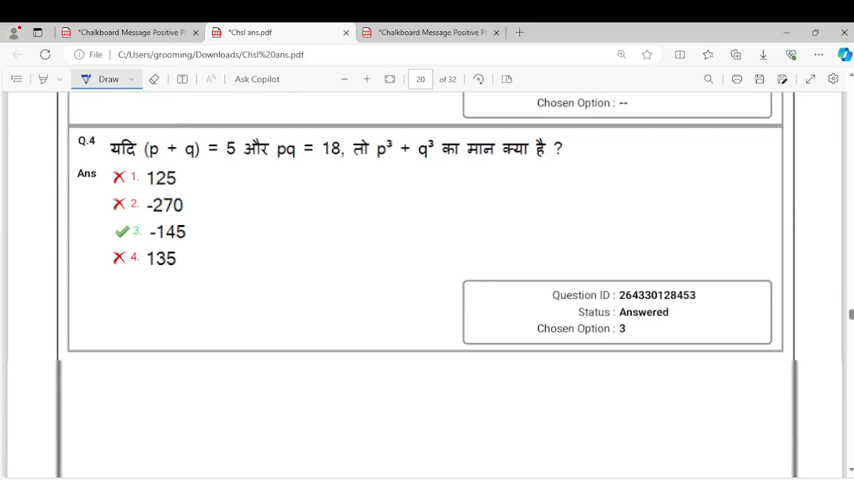 *Chalkboard Message Positive Pl
*Chsl ans.pdf
*Chalkboard Message Positive Pl
File C:/Users/grooming/Downloads/Chsl%20ans.pdf
Draw Ask Copilot 20 of 32
Chosen Option : --
Q.4 यदि (p + q) = 5 और pq = 18, तो p³ + q³ का मान क्या है ?
Ans 1. 125
2. -270
3. -145
4. 135
Question ID : 264330128453
Status : Answered
Chosen Option : 3